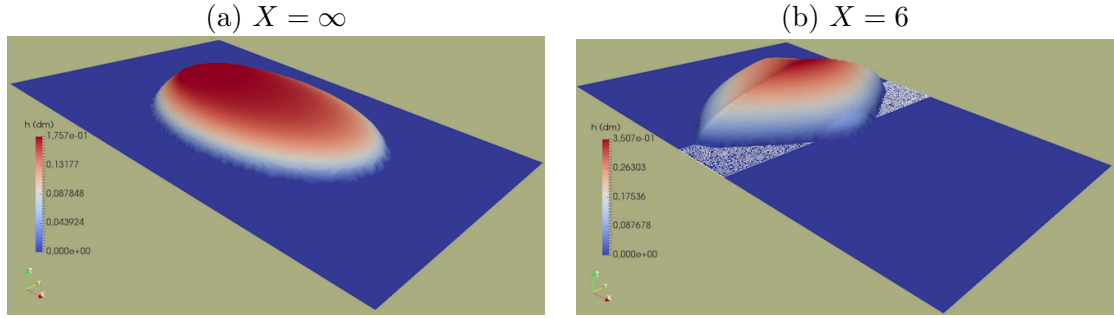 (a) X = ∞
(b) X = 6
h (dm)
1,757e-01
0,13177
0,087848
0,043924
0,000e+00
Z
Y
X
h (dm)
3,507e-01
0,26303
0,17536
0,087678
0,000e+00
Z
Y
X